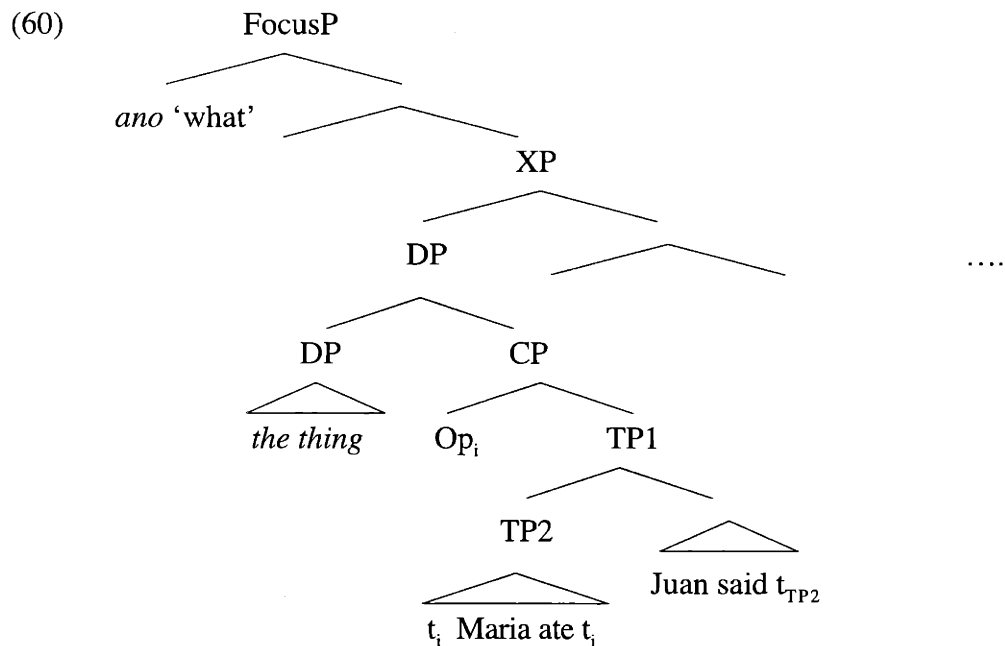 (60) FocusP
ano ‘what’
XP
DP ....
DP CP
the thing Opᵢ TP1
TP2
Juan said t_TP2
tᵢ Maria ate tᵢ